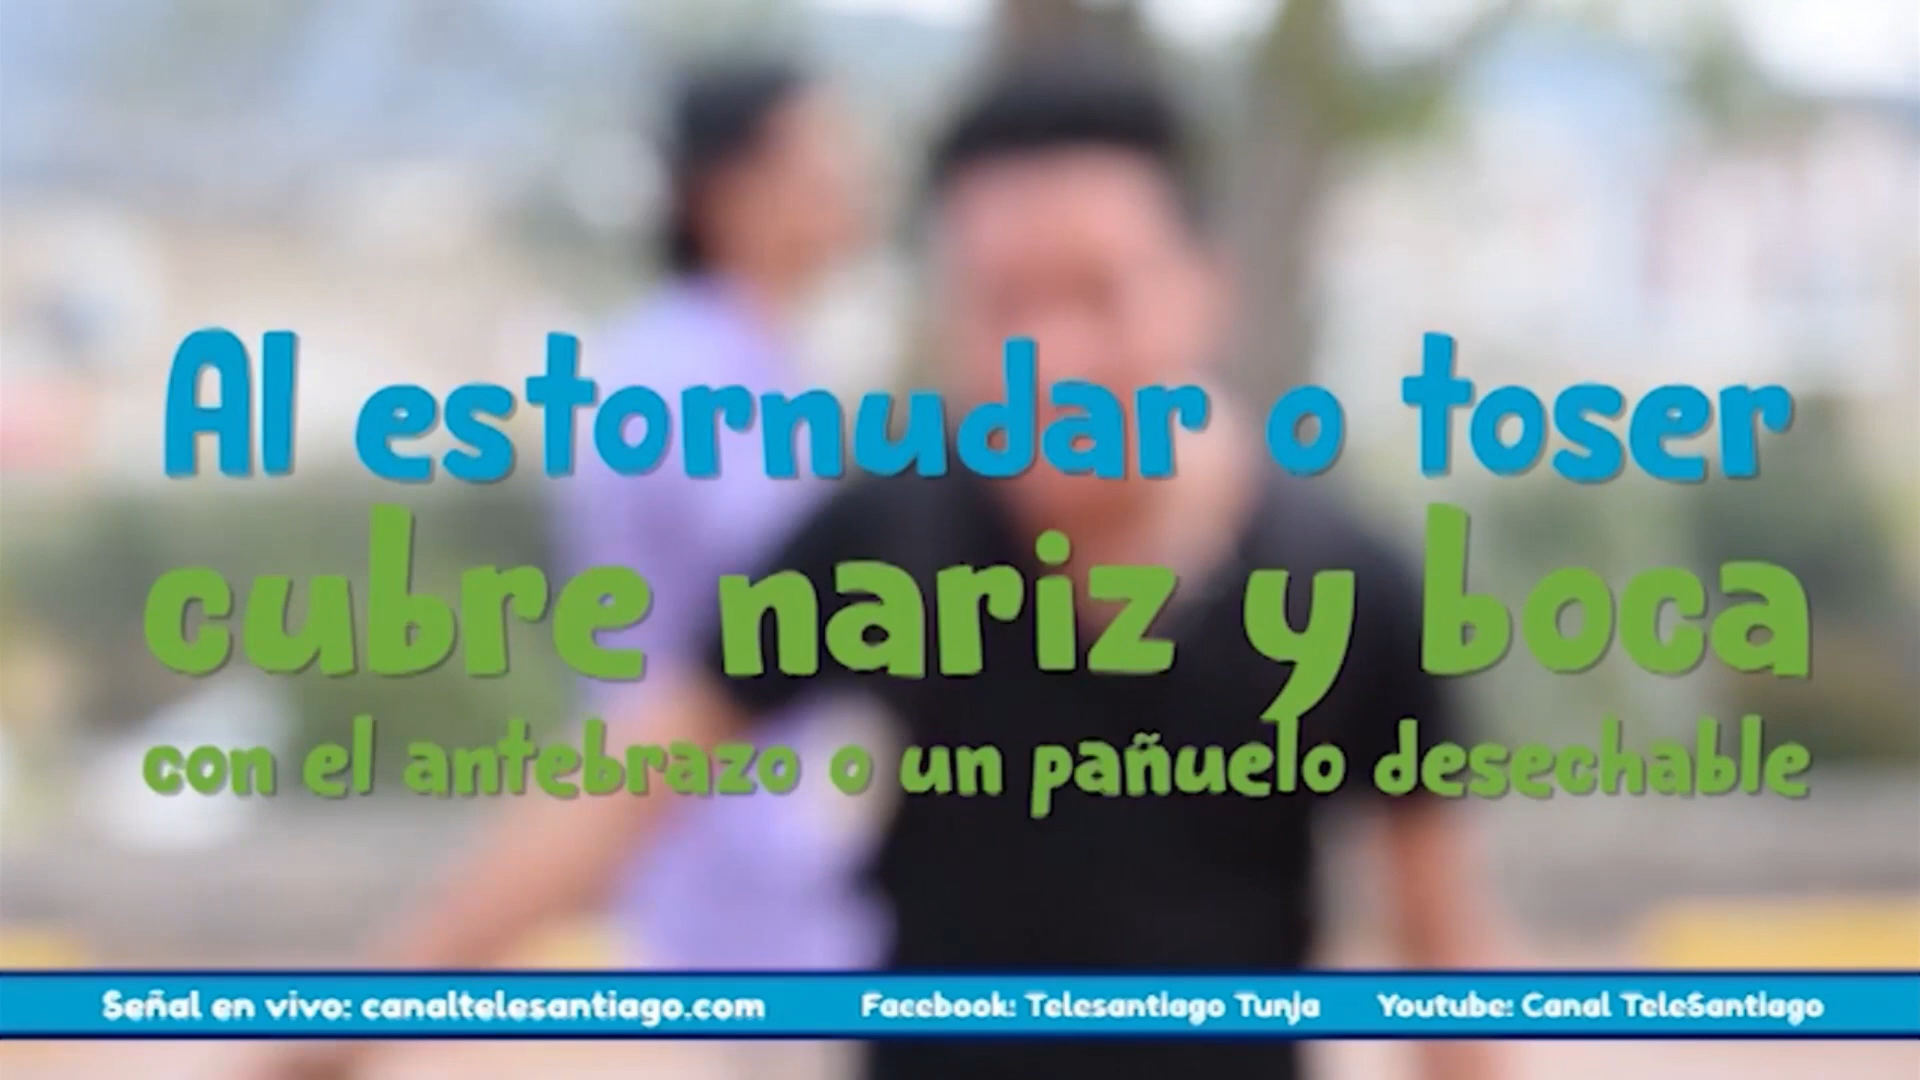 Al estornudar o toser
cubre nariz y boca
con el antebrazo o un pañuelo desechable
Señal en vivo: canaltelesantiago.com Facebook: Telesantiago Tunja Youtube: Canal TeleSantiago